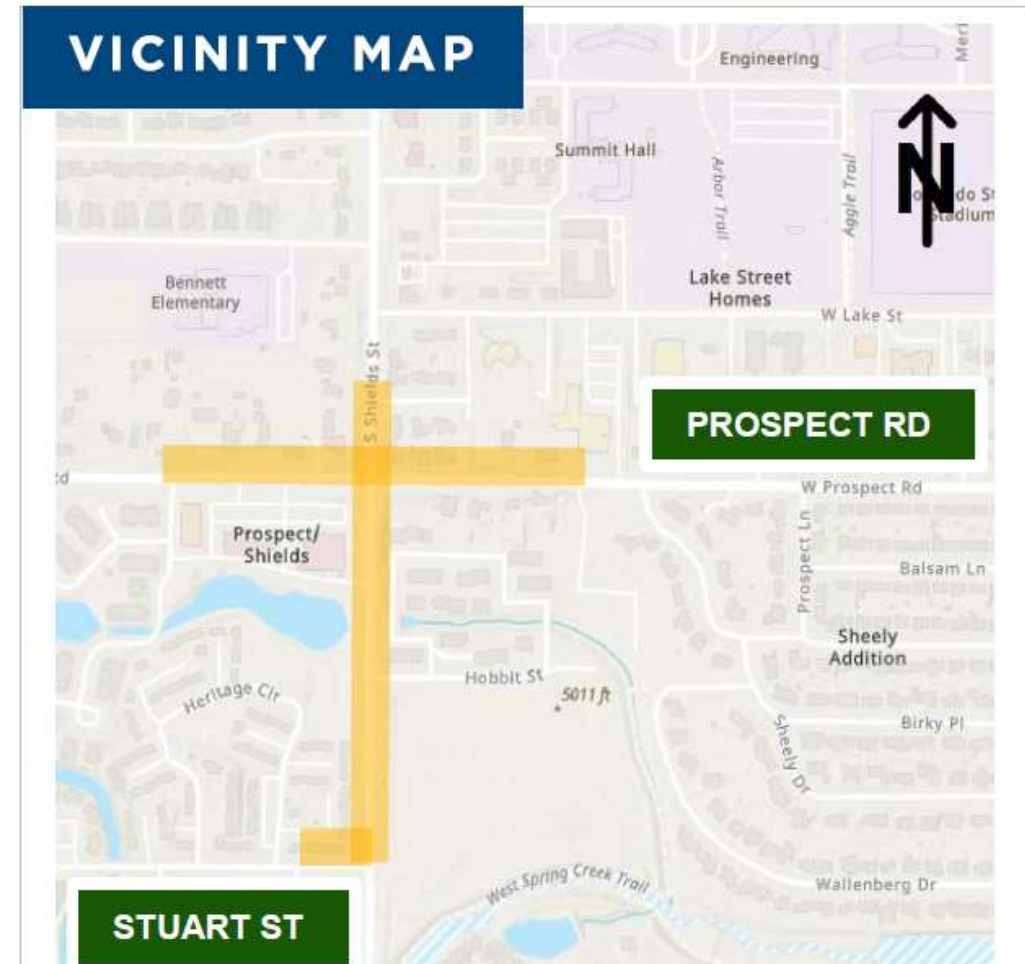 VICINITY MAP
Engineering
Meri
Summit Hall
Arbor Trail
Aggie Trail
N
Stadium
Bennett
Elementary
Lake Street
Homes
W Lake St
S Shields St
PROSPECT RD
W Prospect Rd
Prospect/
Shields
Prospect Ln
Balsam Ln
Sheely
Addition
Hobbit St
5011 ft
Heritage Cir
Birky Pl
Sheely Dr
West Spring Creek Trail
Wallenberg Dr
STUART ST